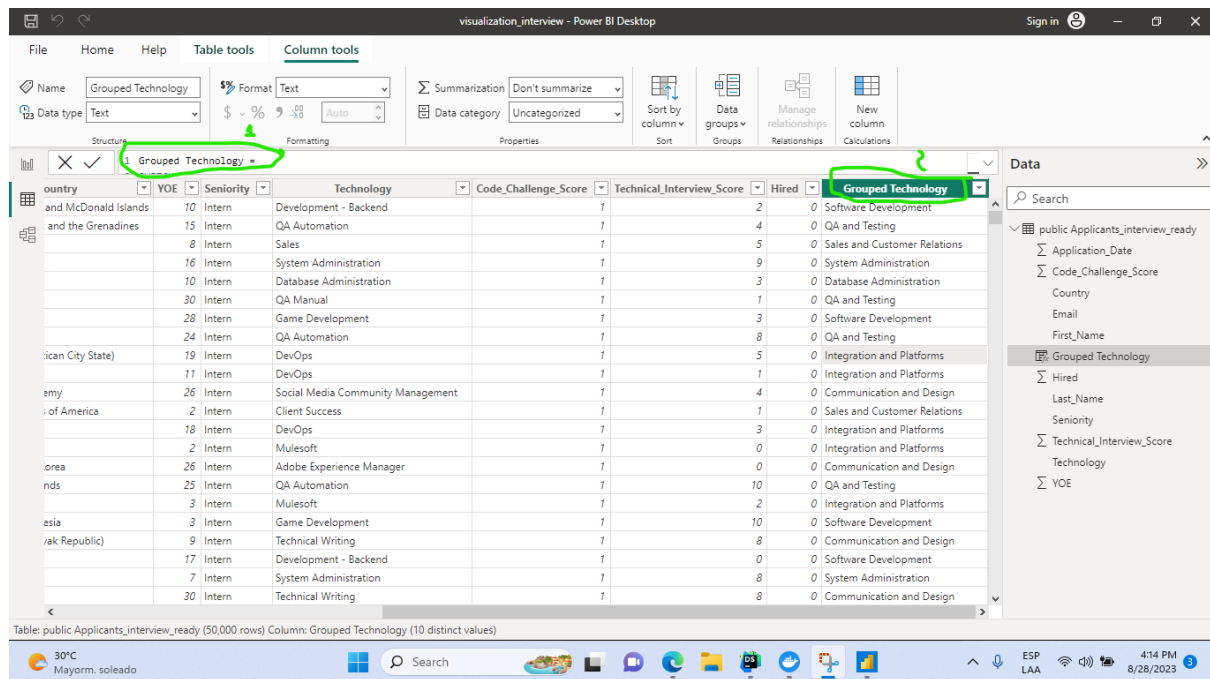 visualization_interview - Power BI Desktop
Sign in
File Home Help Table tools Column tools
Name Grouped Technology
Data type Text
Structure
Format Text
$ % 9 Auto
Formatting
Summarization Don't summarize
Data category Uncategorized
Properties
Sort by column
Sort
Data groups
Groups
Manage relationships
Relationships
New column
Calculations
1
1 Grouped Technology =
2
ountry YOE Seniority Technology Code_Challenge_Score Technical_Interview_Score Hired Grouped Technology
and McDonald Islands 10 Intern Development - Backend 1 2 0 Software Development
and the Grenadines 15 Intern QA Automation 1 4 0 QA and Testing
8 Intern Sales 1 5 0 Sales and Customer Relations
16 Intern System Administration 1 9 0 System Administration
10 Intern Database Administration 1 3 0 Database Administration
30 Intern QA Manual 1 1 0 QA and Testing
28 Intern Game Development 1 3 0 Software Development
24 Intern QA Automation 1 8 0 QA and Testing
ican City State) 19 Intern DevOps 1 5 0 Integration and Platforms
11 Intern DevOps 1 1 0 Integration and Platforms
emy 26 Intern Social Media Community Management 1 4 0 Communication and Design
of America 2 Intern Client Success 1 1 0 Sales and Customer Relations
18 Intern DevOps 1 3 0 Integration and Platforms
2 Intern Mulesoft 1 0 0 Integration and Platforms
orea 26 Intern Adobe Experience Manager 1 0 0 Communication and Design
nds 25 Intern QA Automation 1 10 0 QA and Testing
3 Intern Mulesoft 1 2 0 Integration and Platforms
esia 3 Intern Game Development 1 10 0 Software Development
vak Republic) 9 Intern Technical Writing 1 8 0 Communication and Design
17 Intern Development - Backend 1 0 0 Software Development
7 Intern System Administration 1 8 0 System Administration
30 Intern Technical Writing 1 8 0 Communication and Design
Data
Search
public Applicants_interview_ready
Application_Date
Code_Challenge_Score
Country
Email
First_Name
Grouped Technology
Hired
Last_Name
Seniority
Technical_Interview_Score
Technology
YOE
Table: public Applicants_interview_ready (50,000 rows) Column: Grouped Technology (10 distinct values)
30°C
Mayorm. soleado
Search
ESP
LAA
4:14 PM
8/28/2023
3